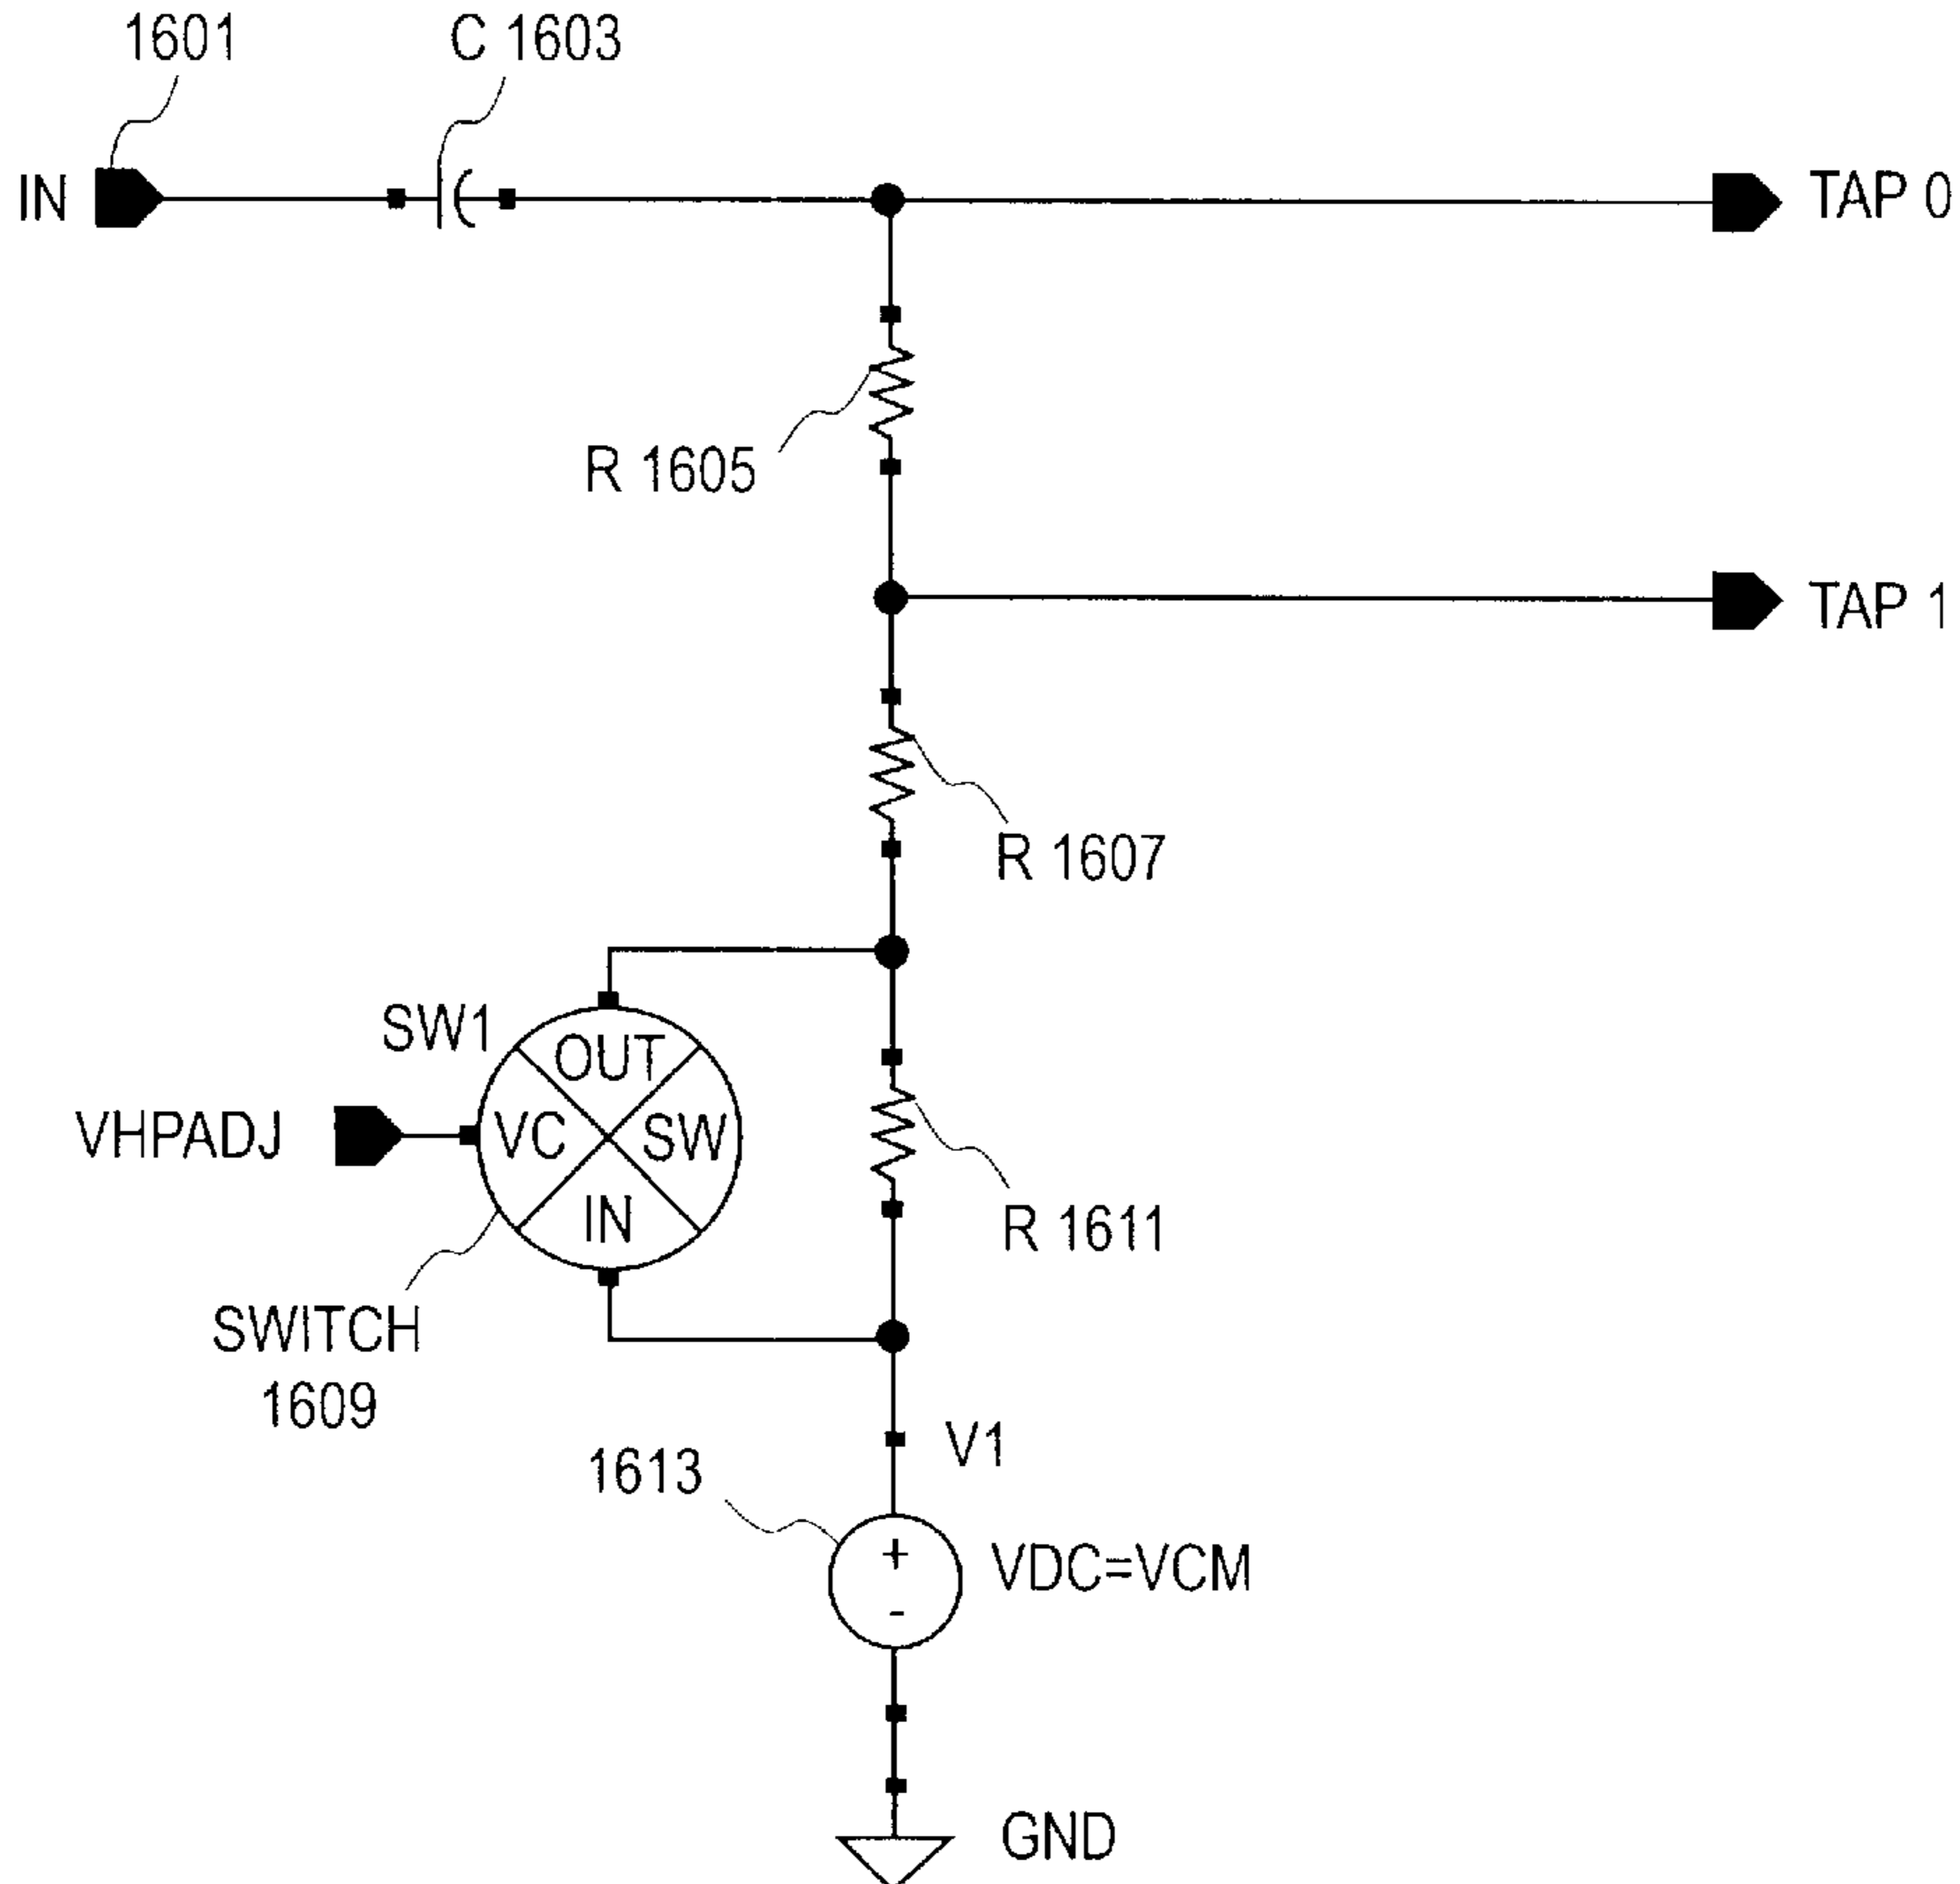 1601
C 1603
IN
TAP 0
R 1605
TAP 1
R 1607
SW1
OUT
VHPADJ
VC
SW
IN
R 1611
SWITCH
1609
V1
1613
+
VDC=VCM
-
GND